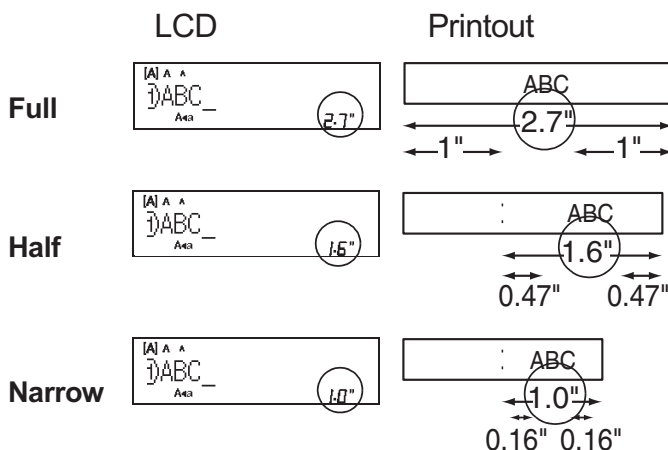 LCD Printout
Full
[A] A A
1)ABC_
A◂a
2.7"
ABC
2.7"
1" 1"
Half
[A] A A
1)ABC_
A◂a
1.6"
ABC
1.6"
0.47" 0.47"
Narrow
[A] A A
1)ABC_
A◂a
1.0"
ABC
1.0"
0.16" 0.16"